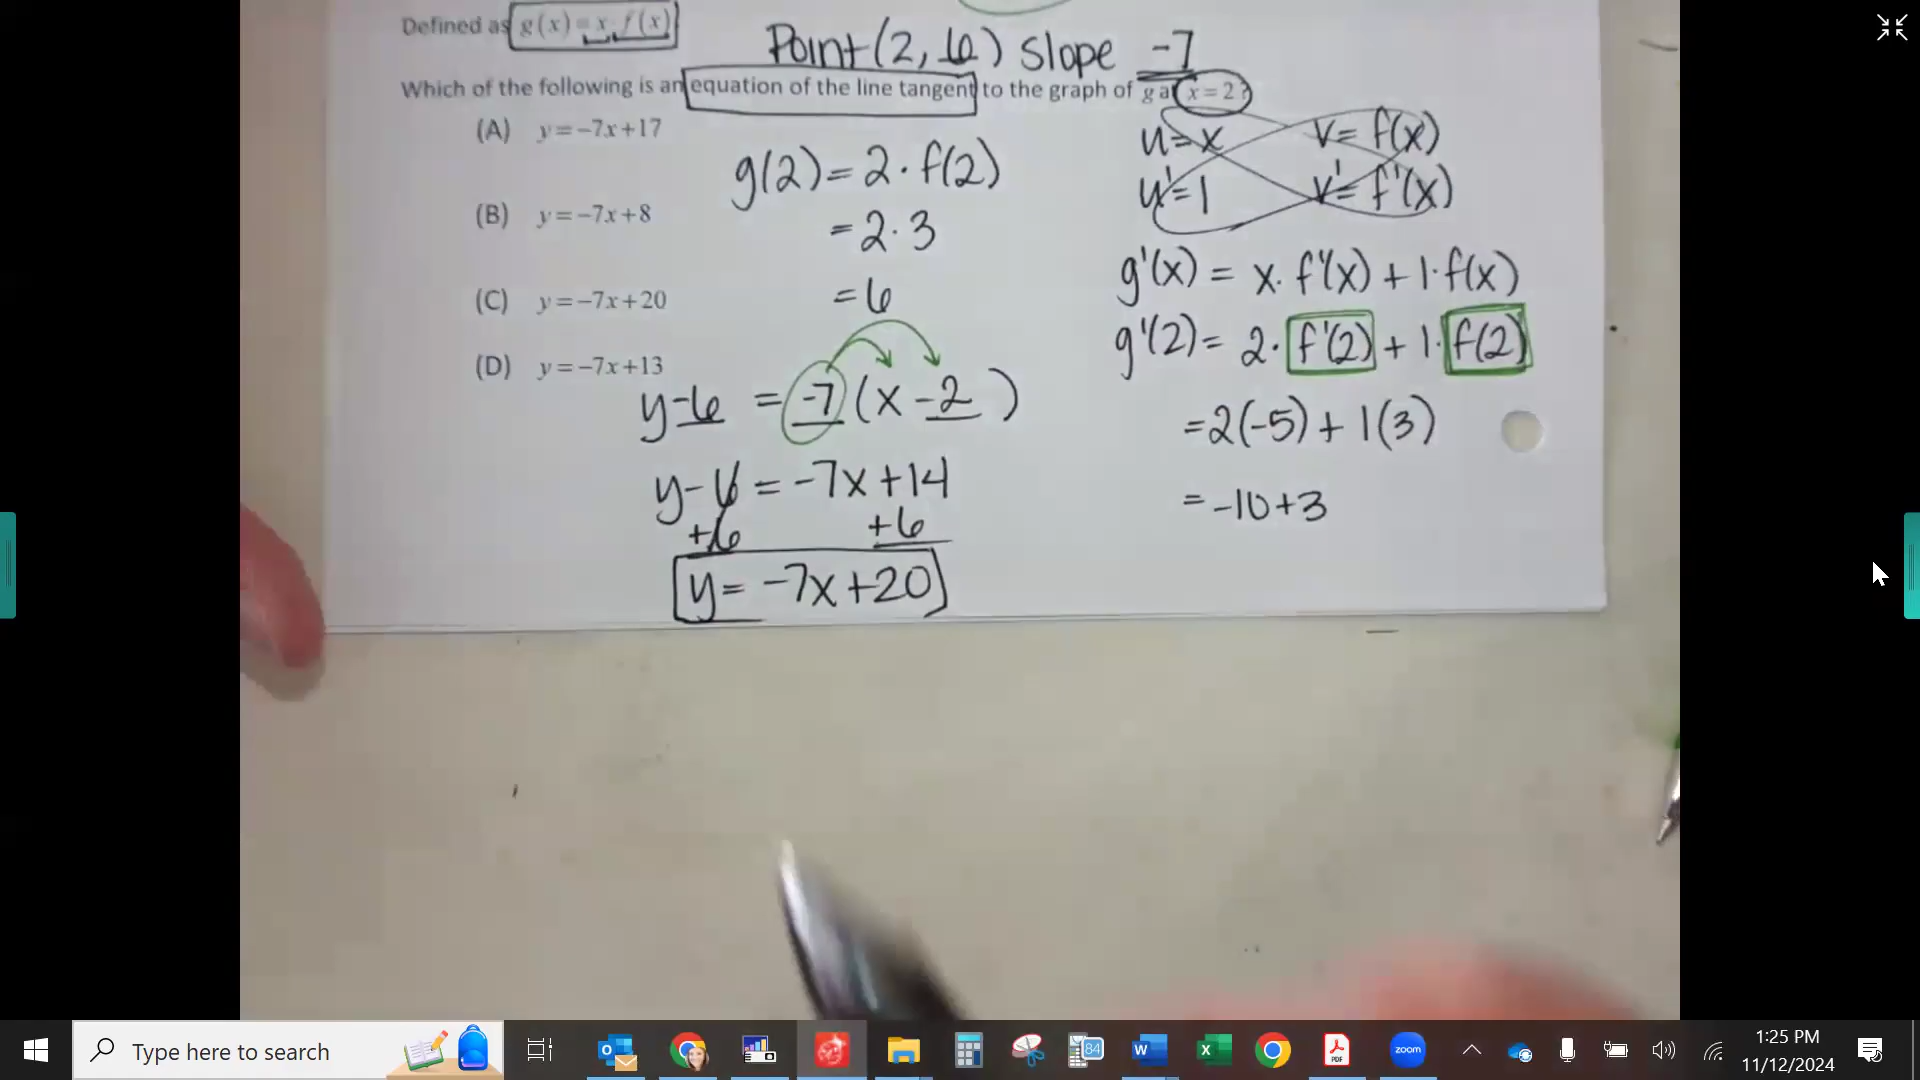 Defined as g(x) = x·f(x)
Point (2, 6) Slope -7
Which of the following is an equation of the line tangent to the graph of g at x = 2?
(A) y = −7x + 17
(B) y = −7x + 8
(C) y = −7x + 20
(D) y = −7x + 13
g(2) = 2 · f(2)
= 2 · 3
= 6
y - 6 = -7 (x - 2)
y - 6 = -7x + 14
+6 +6
y = -7x + 20
u = x v = f(x)
u' = 1 v' = f'(x)
g'(x) = x · f'(x) + 1 · f(x)
g'(2) = 2 · f'(2) + 1 · f(2)
= 2(-5) + 1(3)
= -10 + 3
Type here to search
84
zoom
PDF
1:25 PM
11/12/2024